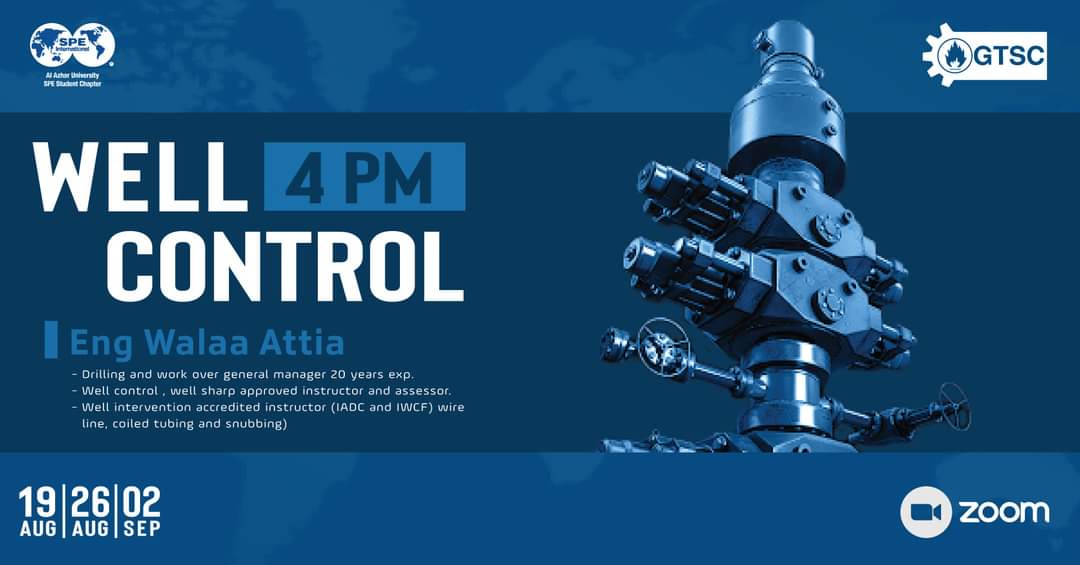 SPE
International
Al Azhar University
SPE Student Chapter
GTSC
WELL 4 PM
CONTROL
Eng Walaa Attia
- Drilling and work over general manager 20 years exp.
- Well control , well sharp approved instructor and assessor.
- Well intervention accredited instructor (IADC and IWCF) wire
line, coiled tubing and snubbing)
19|26|02
AUG|AUG|SEP
zoom